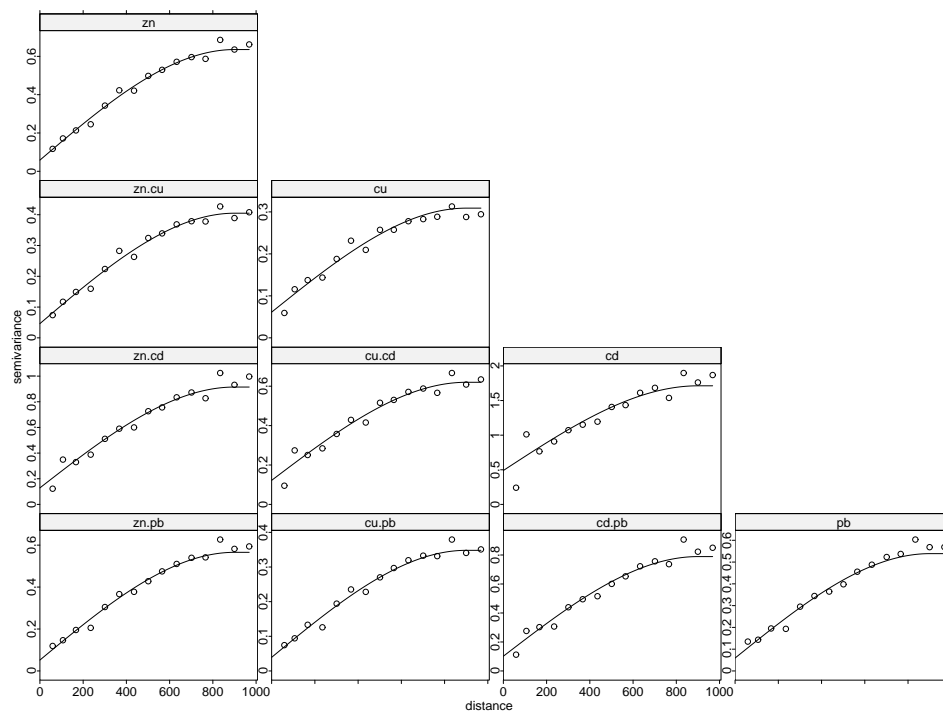 0 200 400 600 800 1000
zn
0 0.2 0.4 0.6
zn.cu cu
0 0.1 0.2 0.3 0.4
0 0.1 0.2 0.3
semivariance
zn.cd cu.cd cd
0 0.2 0.4 0.6 0.8 1
0 0.2 0.4 0.6
0 0.5 1 1.5 2
zn.pb cu.pb cd.pb pb
0 0.2 0.4 0.6
0 0.1 0.2 0.3 0.4
0 0.2 0.4 0.6 0.8
0 0.1 0.2 0.3 0.4 0.5 0.6
0 200 400 600 800 1000
0 200 400 600 800 1000
distance